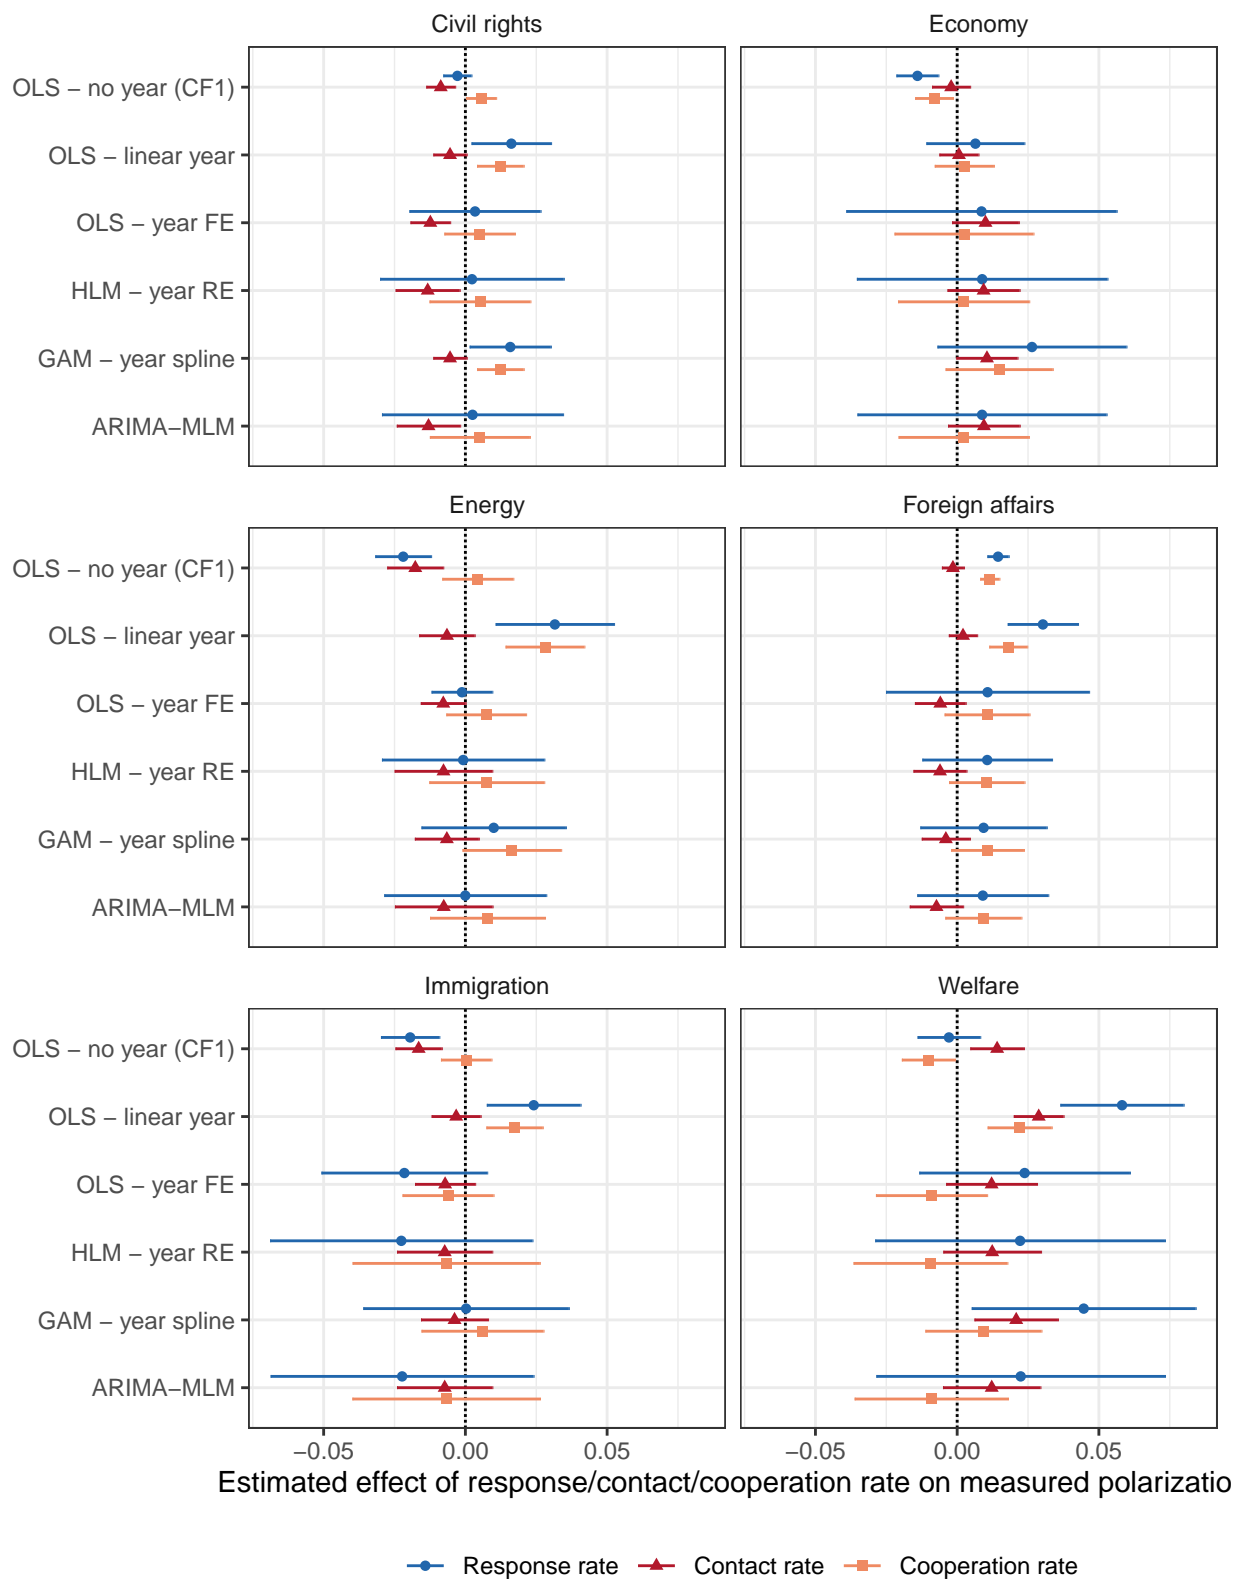 Civil rights
Economy
OLS − no year (CF1)
OLS − linear year
OLS − year FE
HLM − year RE
GAM − year spline
ARIMA−MLM
Energy
Foreign affairs
OLS − no year (CF1)
OLS − linear year
OLS − year FE
HLM − year RE
GAM − year spline
ARIMA−MLM
Immigration
Welfare
OLS − no year (CF1)
OLS − linear year
OLS − year FE
HLM − year RE
GAM − year spline
ARIMA−MLM
−0.05 0.00 0.05
−0.05 0.00 0.05
Estimated effect of response/contact/cooperation rate on measured polarizatio
Response rate Contact rate Cooperation rate